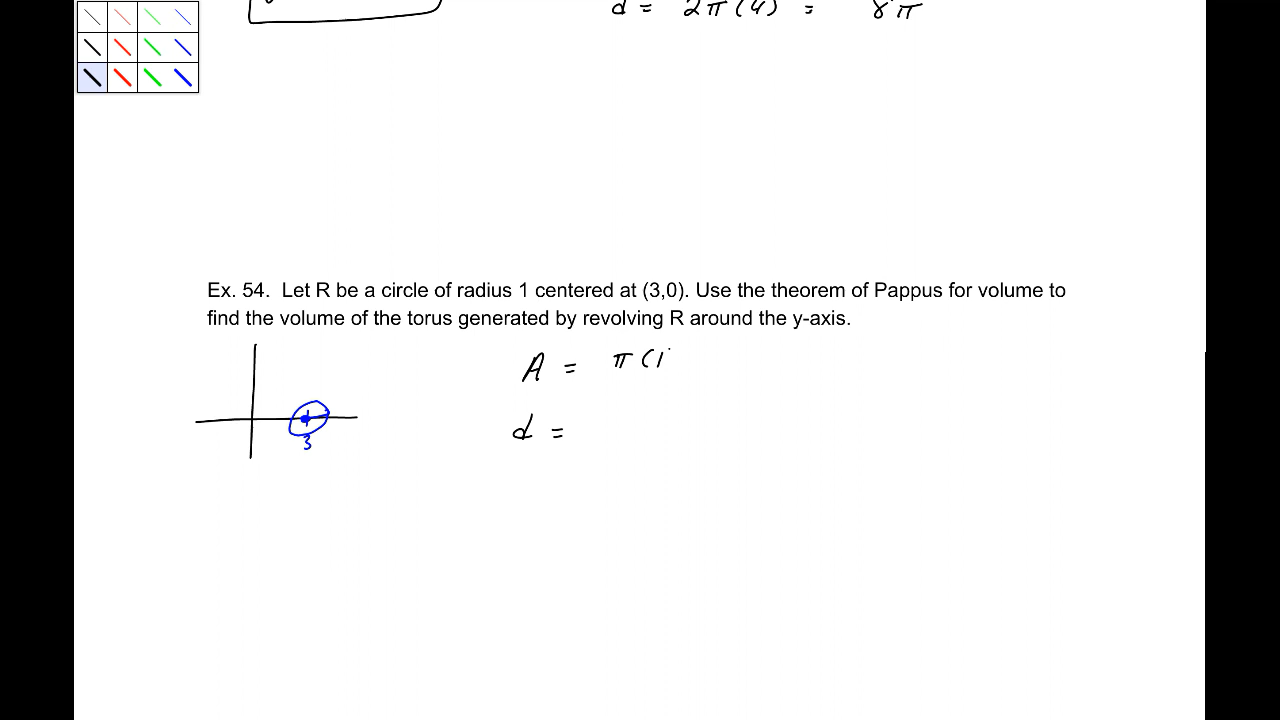 d = 2π(4) = 8π
Ex. 54. Let R be a circle of radius 1 centered at (3,0). Use the theorem of Pappus for volume to
find the volume of the torus generated by revolving R around the y-axis.
A = π(1
3
d =